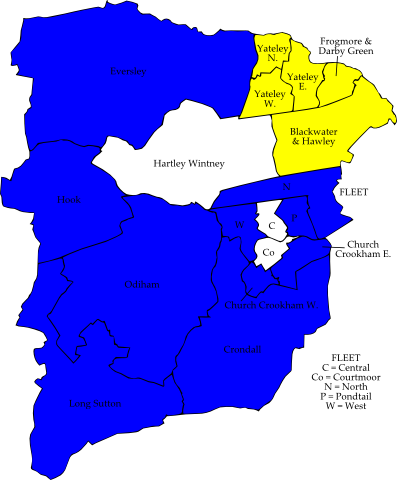 Eversley
Yateley
N.
Frogmore &
Darby Green
Yateley
E.
Yateley
W.
Blackwater
& Hawley
Hartley Wintney
N
FLEET
Hook
C
P
W
Co
Church
Crookham E.
Odiham
Church Crookham W.
Crondall
Long Sutton
FLEET
C = Central
Co = Courtmoor
N = North
P = Pondtail
W = West